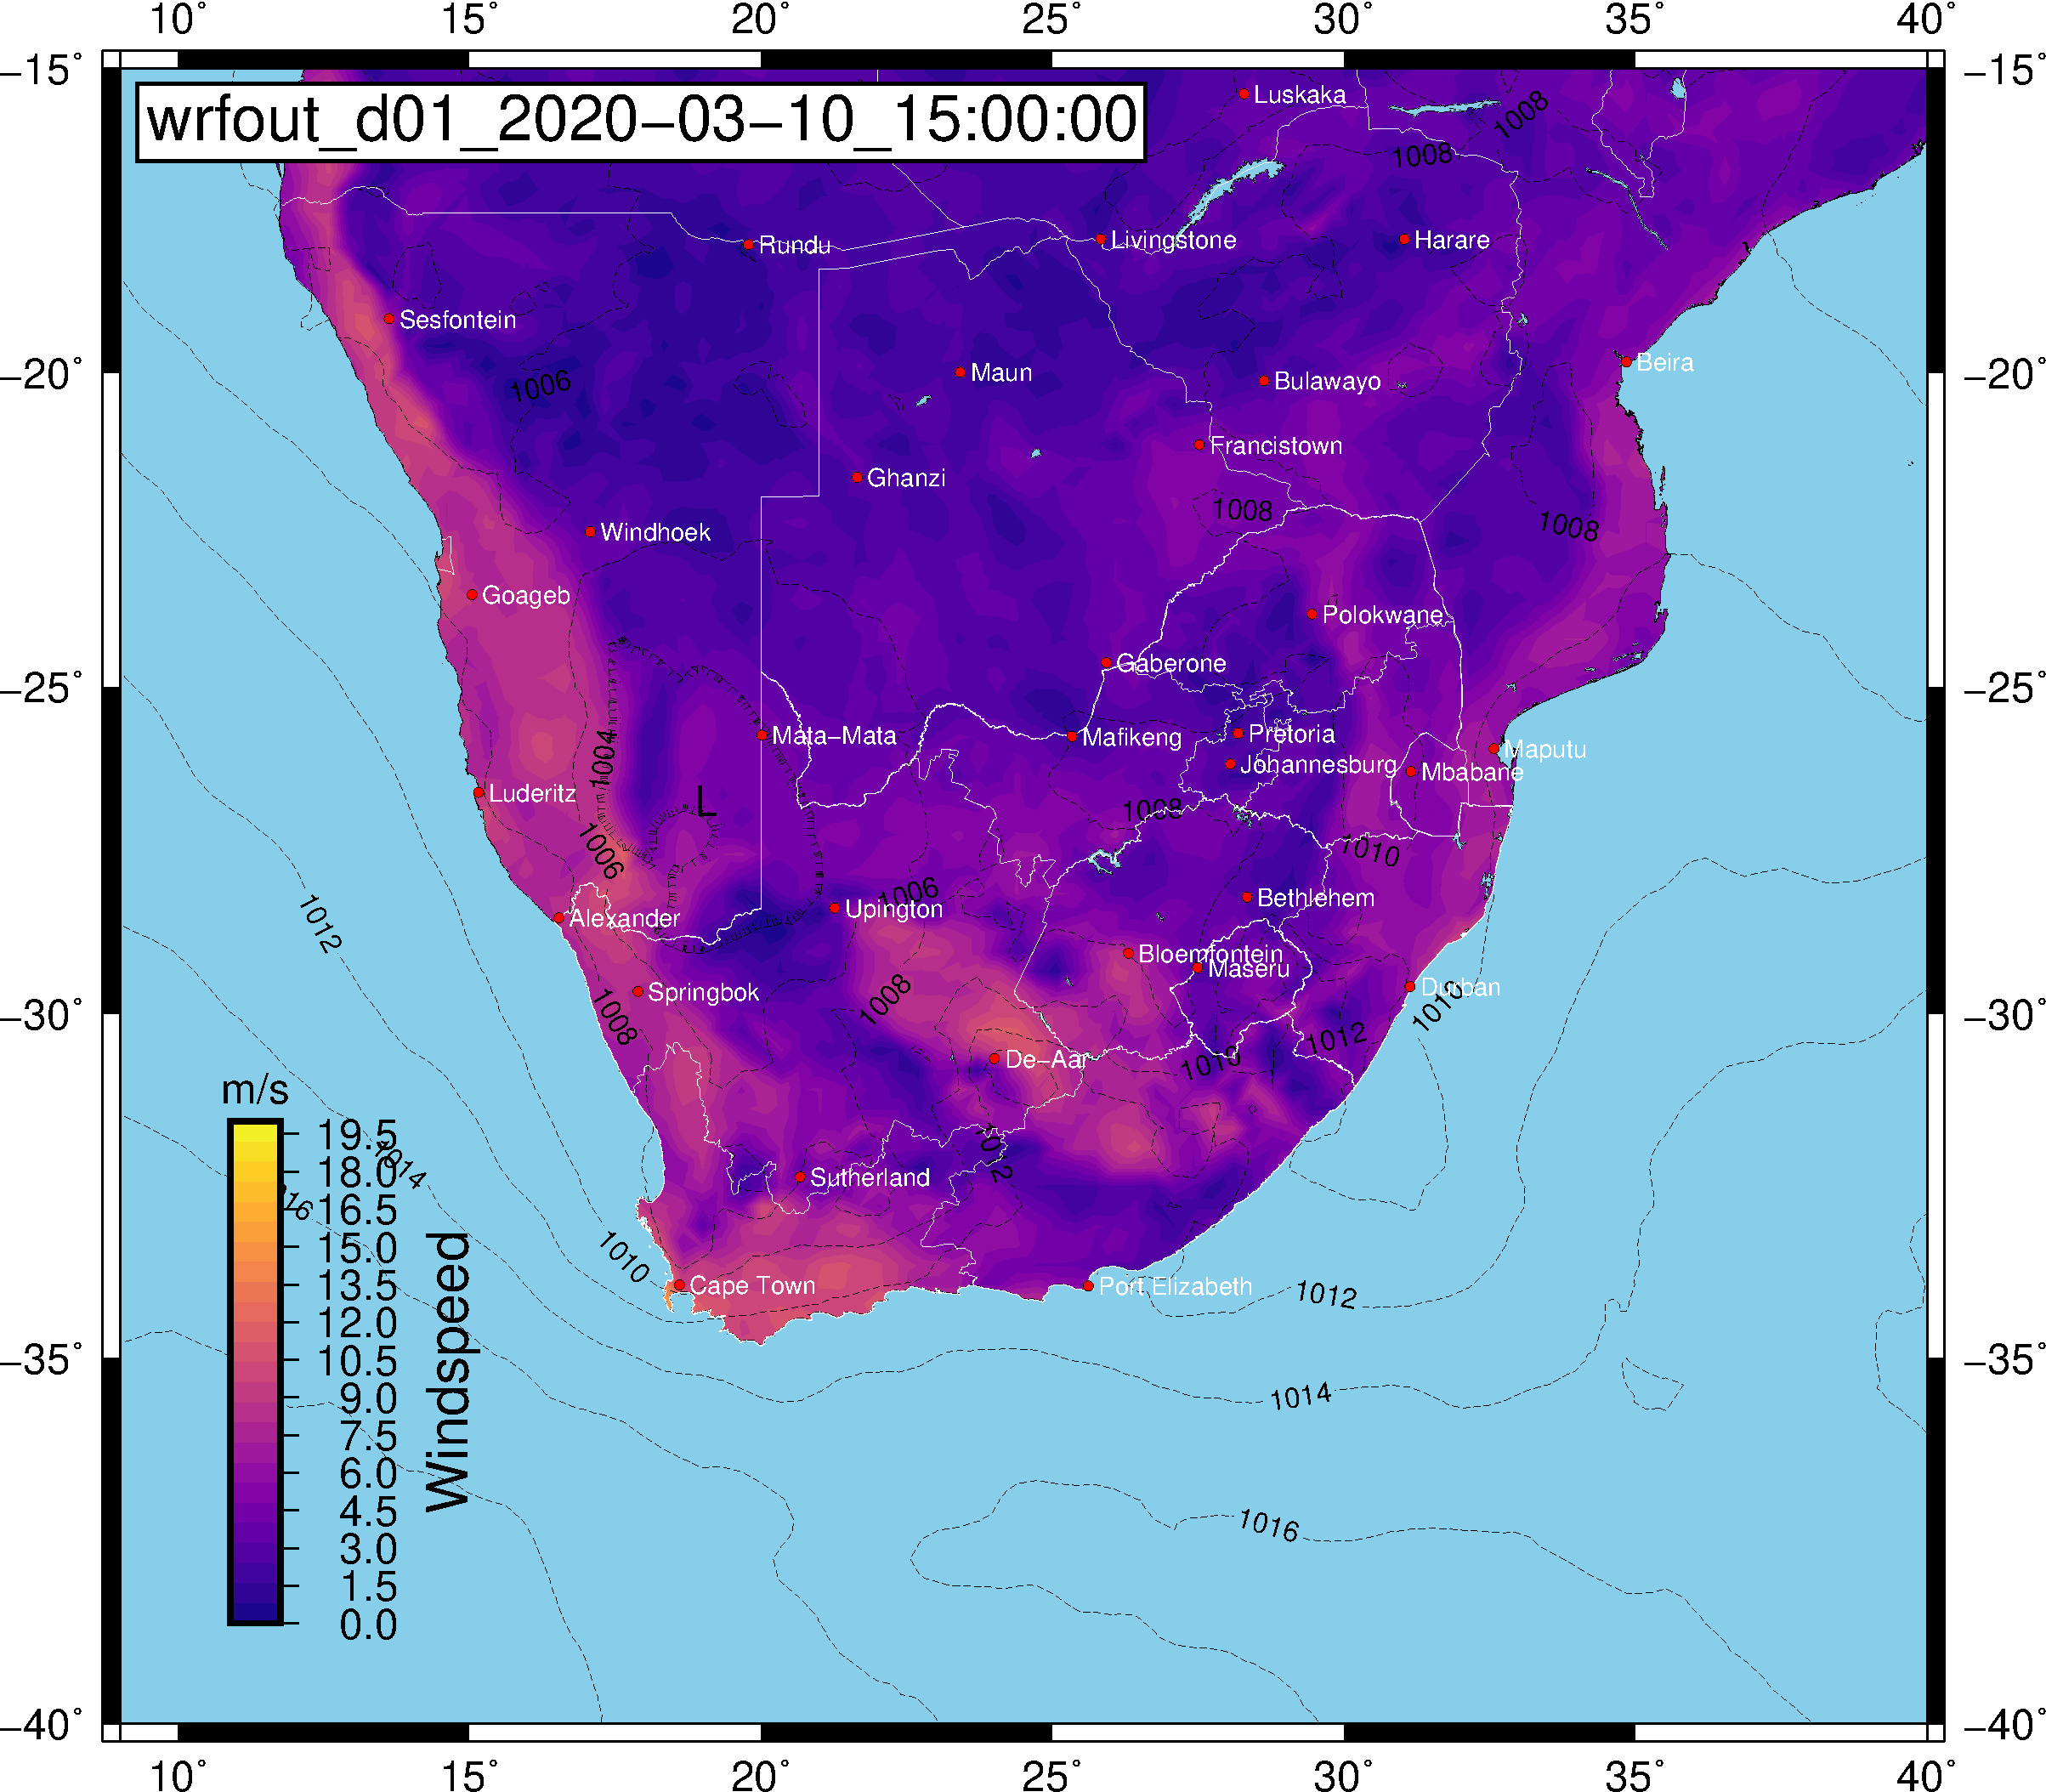 10° 15° 20° 25° 30° 35° 40°
−15° −15°
wrfout_d01_2020−03−10_15:00:00
Luskaka
1008
1008
Rundu
Livingstone
Harare
Sesfontein
−20° −20°
Beira
Maun
1006
Bulawayo
Francistown
Ghanzi
1008
1008
Windhoek
Goageb
Polokwane
Gaberone
−25° −25°
Mata−Mata
Mafikeng
Pretoria
1004
Maputu
Johannesburg
Mbabane
Luderitz
L
1008
1006
1010
1006
Bethlehem
Upington
Alexander
1012
Bloemfontein
Maseru
Durban
Springbok
1008
1008
1010
−30° −30°
1012
De−Aar
1010
m/s
19.5
1014
1012
18.0
Sutherland
16.5
15.0
1010
13.5
Cape Town
Port Elizabeth
1012
12.0
10.5
−35° −35°
9.0
1014
7.5
6.0
Windspeed
4.5
1016
3.0
1.5
0.0
−40° −40°
10° 15° 20° 25° 30° 35° 40°